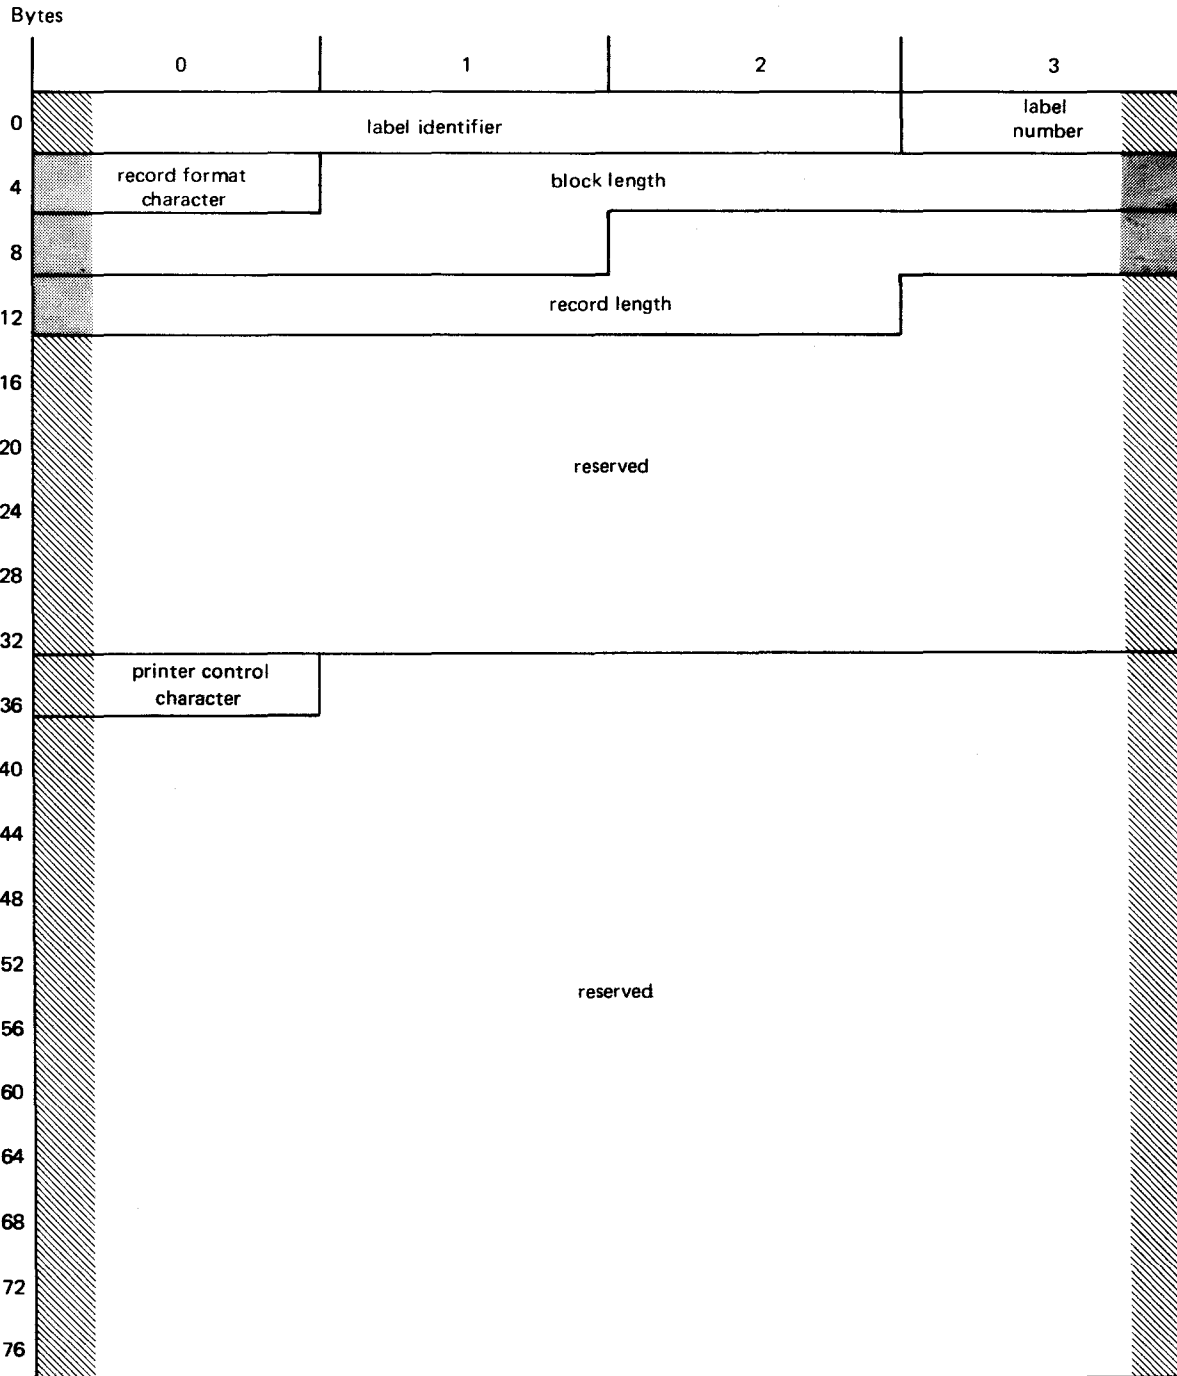 Bytes
0 1 2 3
0 label identifier label
number
4 record format block length
character
8
12 record length
16
20 reserved
24
28
32
printer control
36 character
40
44
48
52 reserved
56
60
64
68
72
76